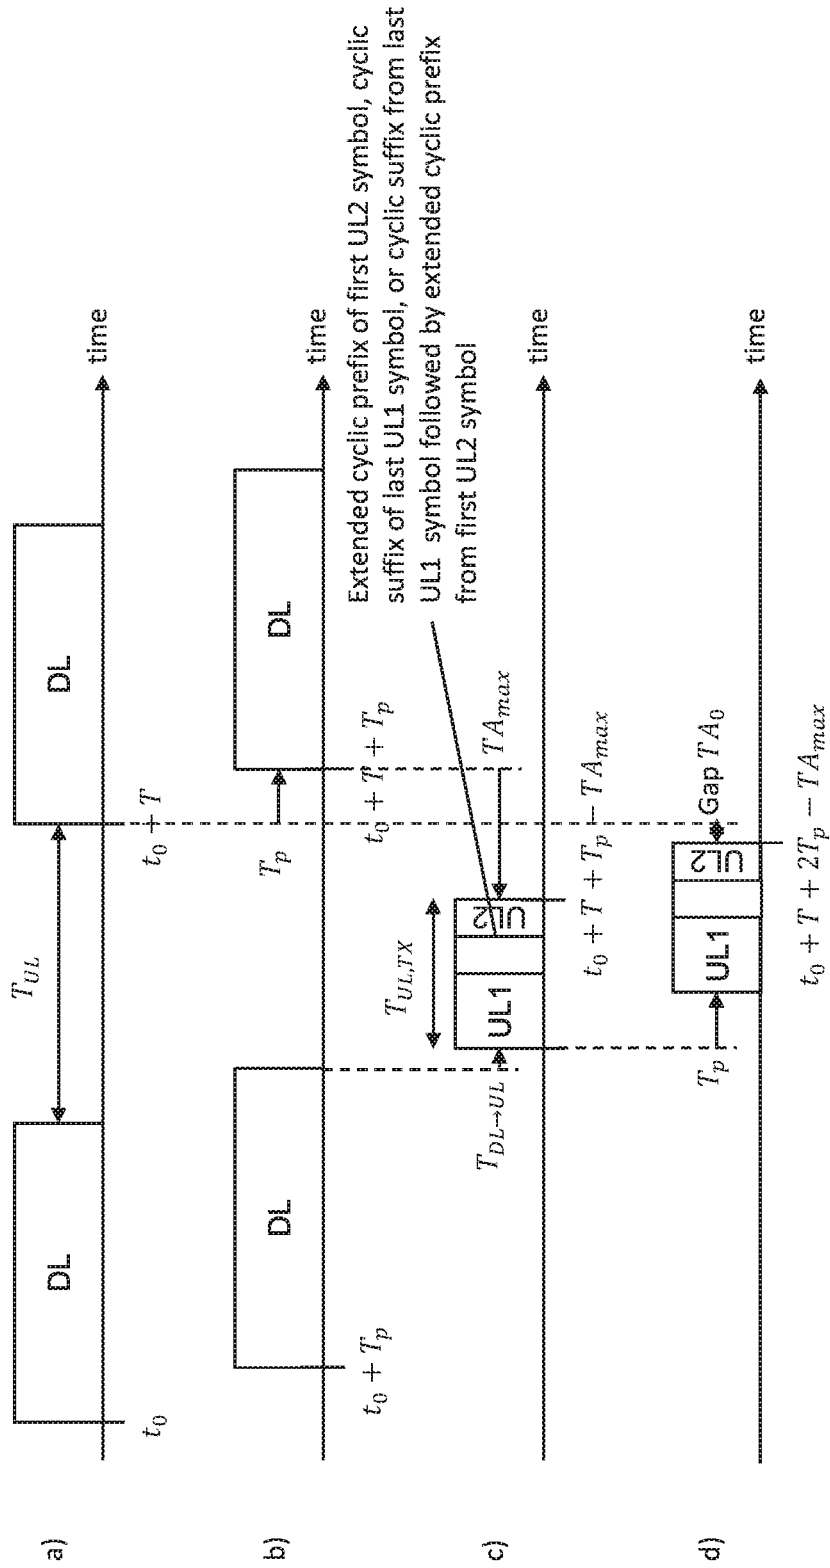 a)
DL
T_{UL}
DL
t_0
t_0 + T
time
b)
DL
T_p
DL
t_0 + T_p
t_0 + T + T_p
time
Extended cyclic prefix of first UL2 symbol, cyclic
suffix of last UL1 symbol, or cyclic suffix from last
UL1 symbol followed by extended cyclic prefix
from first UL2 symbol
c)
T_{DL→UL}
UL1
T_{UL,TX}
UL2
TA_{max}
t_0 + T + T_p − TA_{max}
time
d)
T_p
UL1
UL2
Gap TA_0
t_0 + T + 2T_p − TA_{max}
time